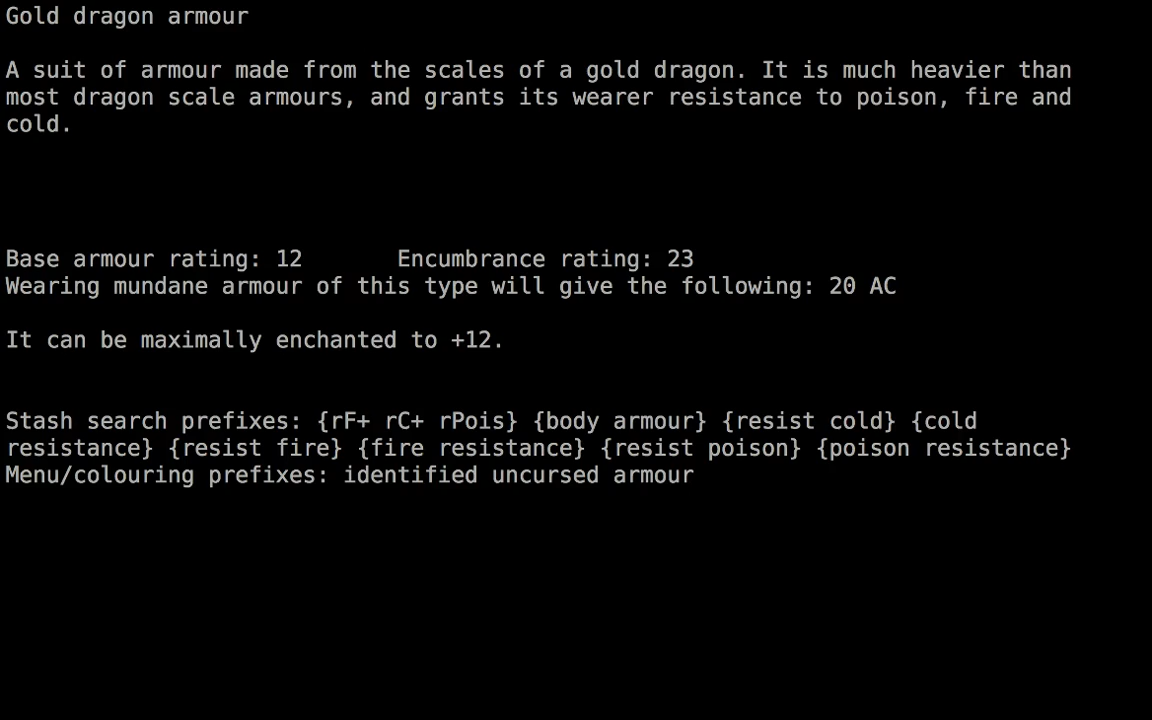 Gold dragon armour
A suit of armour made from the scales of a gold dragon. It is much heavier than
most dragon scale armours, and grants its wearer resistance to poison, fire and
cold.
Base armour rating: 12 Encumbrance rating: 23
Wearing mundane armour of this type will give the following: 20 AC
It can be maximally enchanted to +12.
Stash search prefixes: {rF+ rC+ rPois} {body armour} {resist cold} {cold
resistance} {resist fire} {fire resistance} {resist poison} {poison resistance}
Menu/colouring prefixes: identified uncursed armour